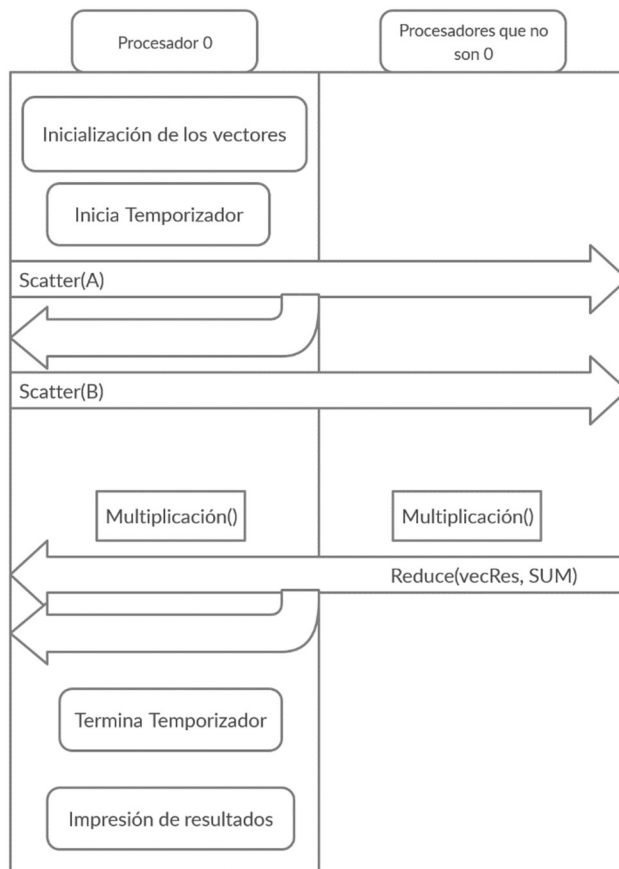 Procesador 0
Procesadores que no
son 0
Inicialización de los vectores
Inicia Temporizador
Scatter(A)
Scatter(B)
Multiplicación()
Multiplicación()
Reduce(vecRes, SUM)
Termina Temporizador
Impresión de resultados